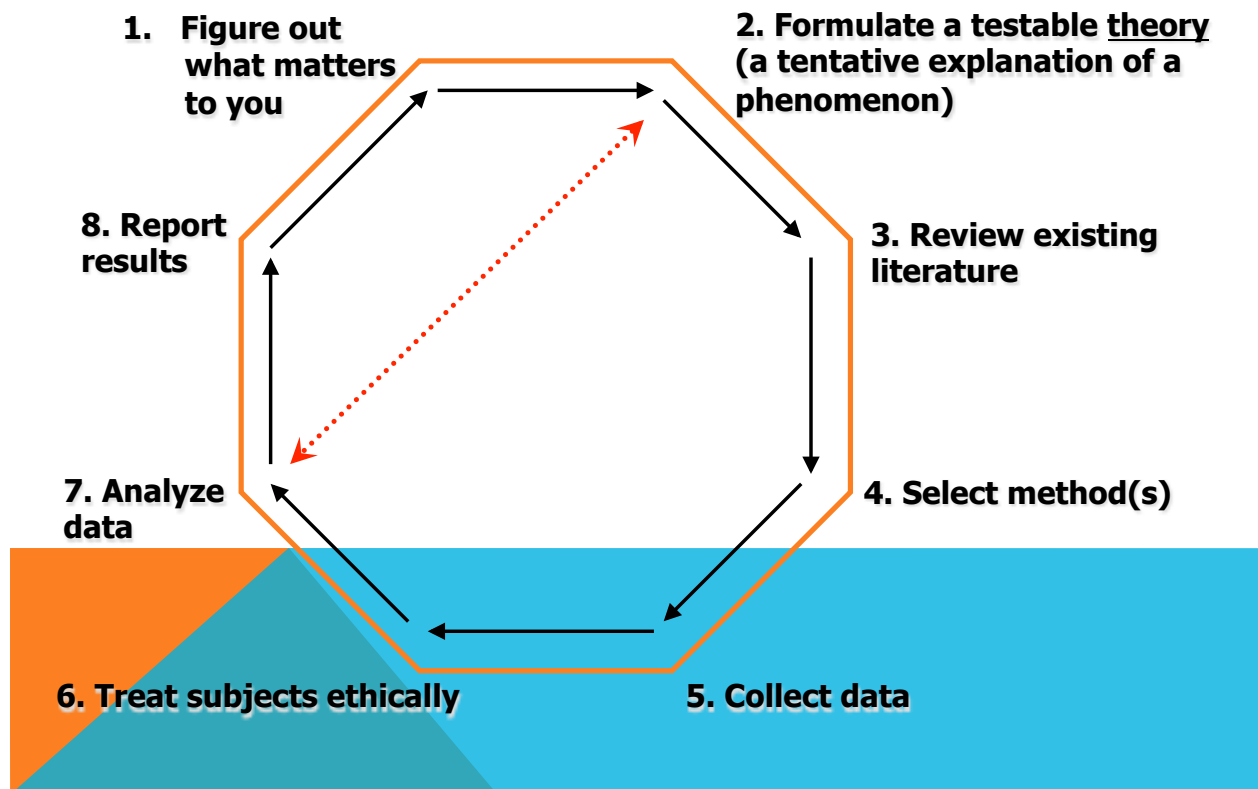 1. Figure out
what matters
to you
2. Formulate a testable theory
(a tentative explanation of a
phenomenon)
8. Report
results
3. Review existing
literature
7. Analyze
data
4. Select method(s)
6. Treat subjects ethically
5. Collect data